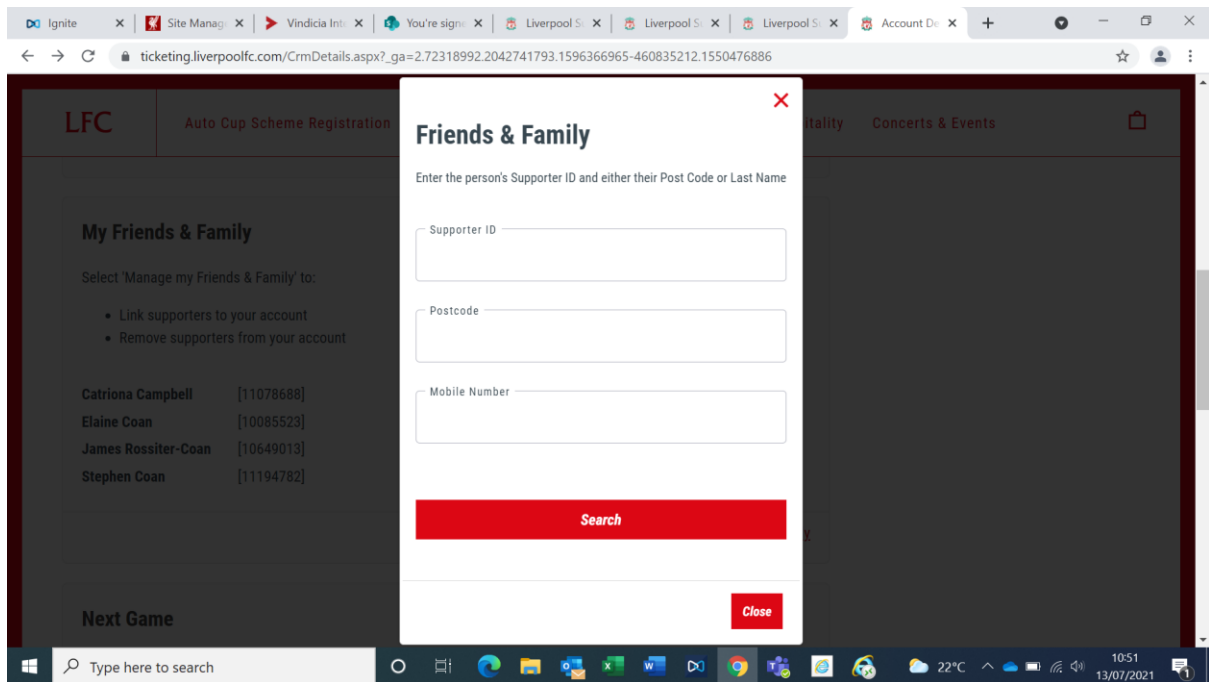 Ignite
Site Manag
Vindicia Int
You're signe
Liverpool S
Liverpool S
Liverpool S
Account De
ticketing.liverpoolfc.com/CrmDetails.aspx?_ga=2.72318992.2042741793.1596366965-460835212.1550476886
LFC
Auto Cup Scheme Registration
itality
Concerts & Events
Friends & Family
Enter the person's Supporter ID and either their Post Code or Last Name
Supporter ID
Postcode
Mobile Number
Search
Close
My Friends & Family
Select 'Manage my Friends & Family' to:
• Link supporters to your account
• Remove supporters from your account
Catriona Campbell [11078688]
Elaine Coan [10085523]
James Rossiter-Coan [10649013]
Stephen Coan [11194782]
y
Next Game
Type here to search
22°C
10:51
13/07/2021
1